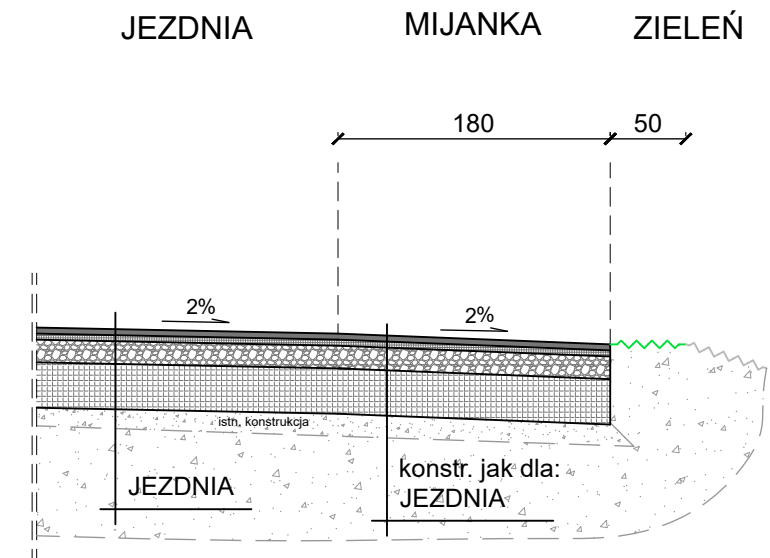 JEZDNIA MIJANKA ZIELEŃ
180 50
2% 2%
istn. konstrukcja
JEZDNIA
konstr. jak dla:
JEZDNIA